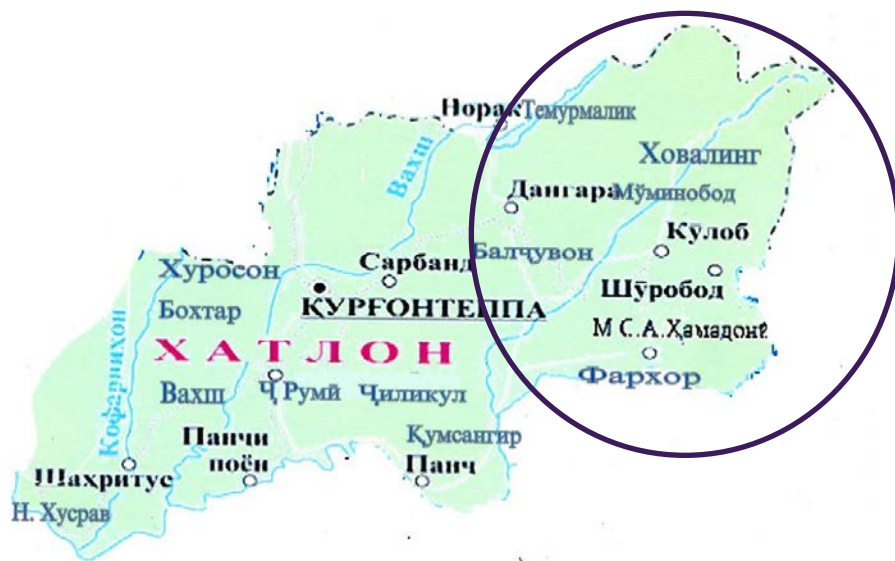 Норак
Темурмалик
Вахш
Ховалинг
Дангара
Мӯминобод
Кӯлоб
Балҷувон
Сарбанд
Хуросон
Шӯробод
ҚУРҒОНТЕППА
Бохтар
М С.А.Ҳамадонӣ
ХАТЛОН
Кофарниҳон
Фархор
Ҷ Румӣ
Ҷиликул
Вахш
Қумсангир
Панҷи
поён
Панҷ
Шаҳритус
Н. Хусрав